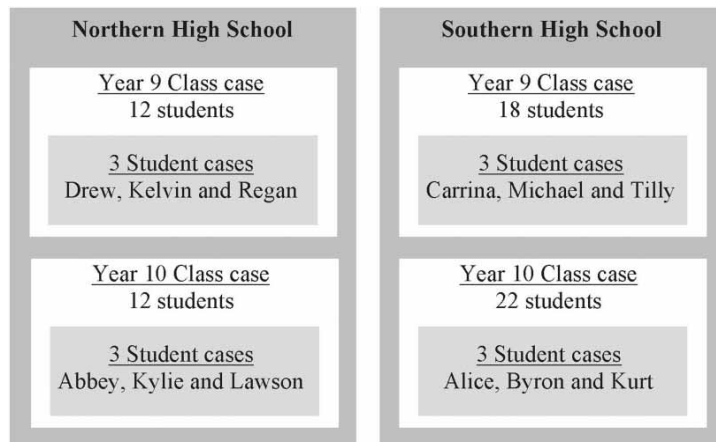 Northern High School
Year 9 Class case
12 students
3 Student cases
Drew, Kelvin and Regan
Year 10 Class case
12 students
3 Student cases
Abbey, Kylie and Lawson
Southern High School
Year 9 Class case
18 students
3 Student cases
Carrina, Michael and Tilly
Year 10 Class case
22 students
3 Student cases
Alice, Byron and Kurt